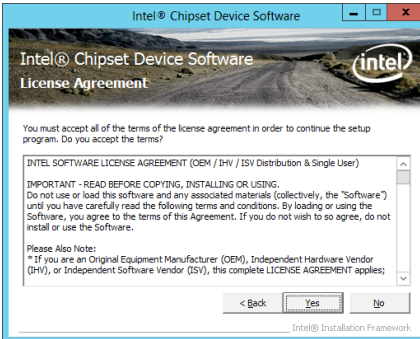 Intel® Chipset Device Software
Intel® Chipset Device Software
License Agreement
intel
You must accept all of the terms of the license agreement in order to continue the setup
program. Do you accept the terms?
INTEL SOFTWARE LICENSE AGREEMENT (OEM / IHV / ISV Distribution & Single User)
IMPORTANT - READ BEFORE COPYING, INSTALLING OR USING.
Do not use or load this software and any associated materials (collectively, the "Software")
until you have carefully read the following terms and conditions. By loading or using the
Software, you agree to the terms of this Agreement. If you do not wish to so agree, do not
install or use the Software.
Please Also Note:
* If you are an Original Equipment Manufacturer (OEM), Independent Hardware Vendor
(IHV), or Independent Software Vendor (ISV), this complete LICENSE AGREEMENT applies;
< Back Yes No
Intel® Installation Framework